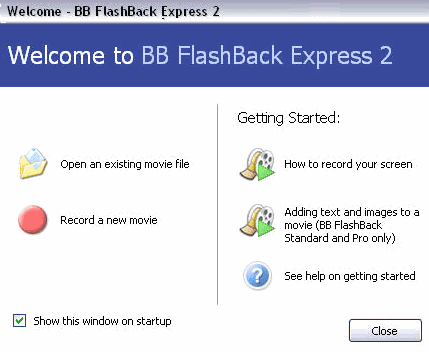 Welcome - BB FlashBack Express 2
Welcome to BB FlashBack Express 2
Open an existing movie file
Record a new movie
Getting Started:
How to record your screen
Adding text and images to a
movie (BB FlashBack
Standard and Pro only)
See help on getting started
Show this window on startup
Close